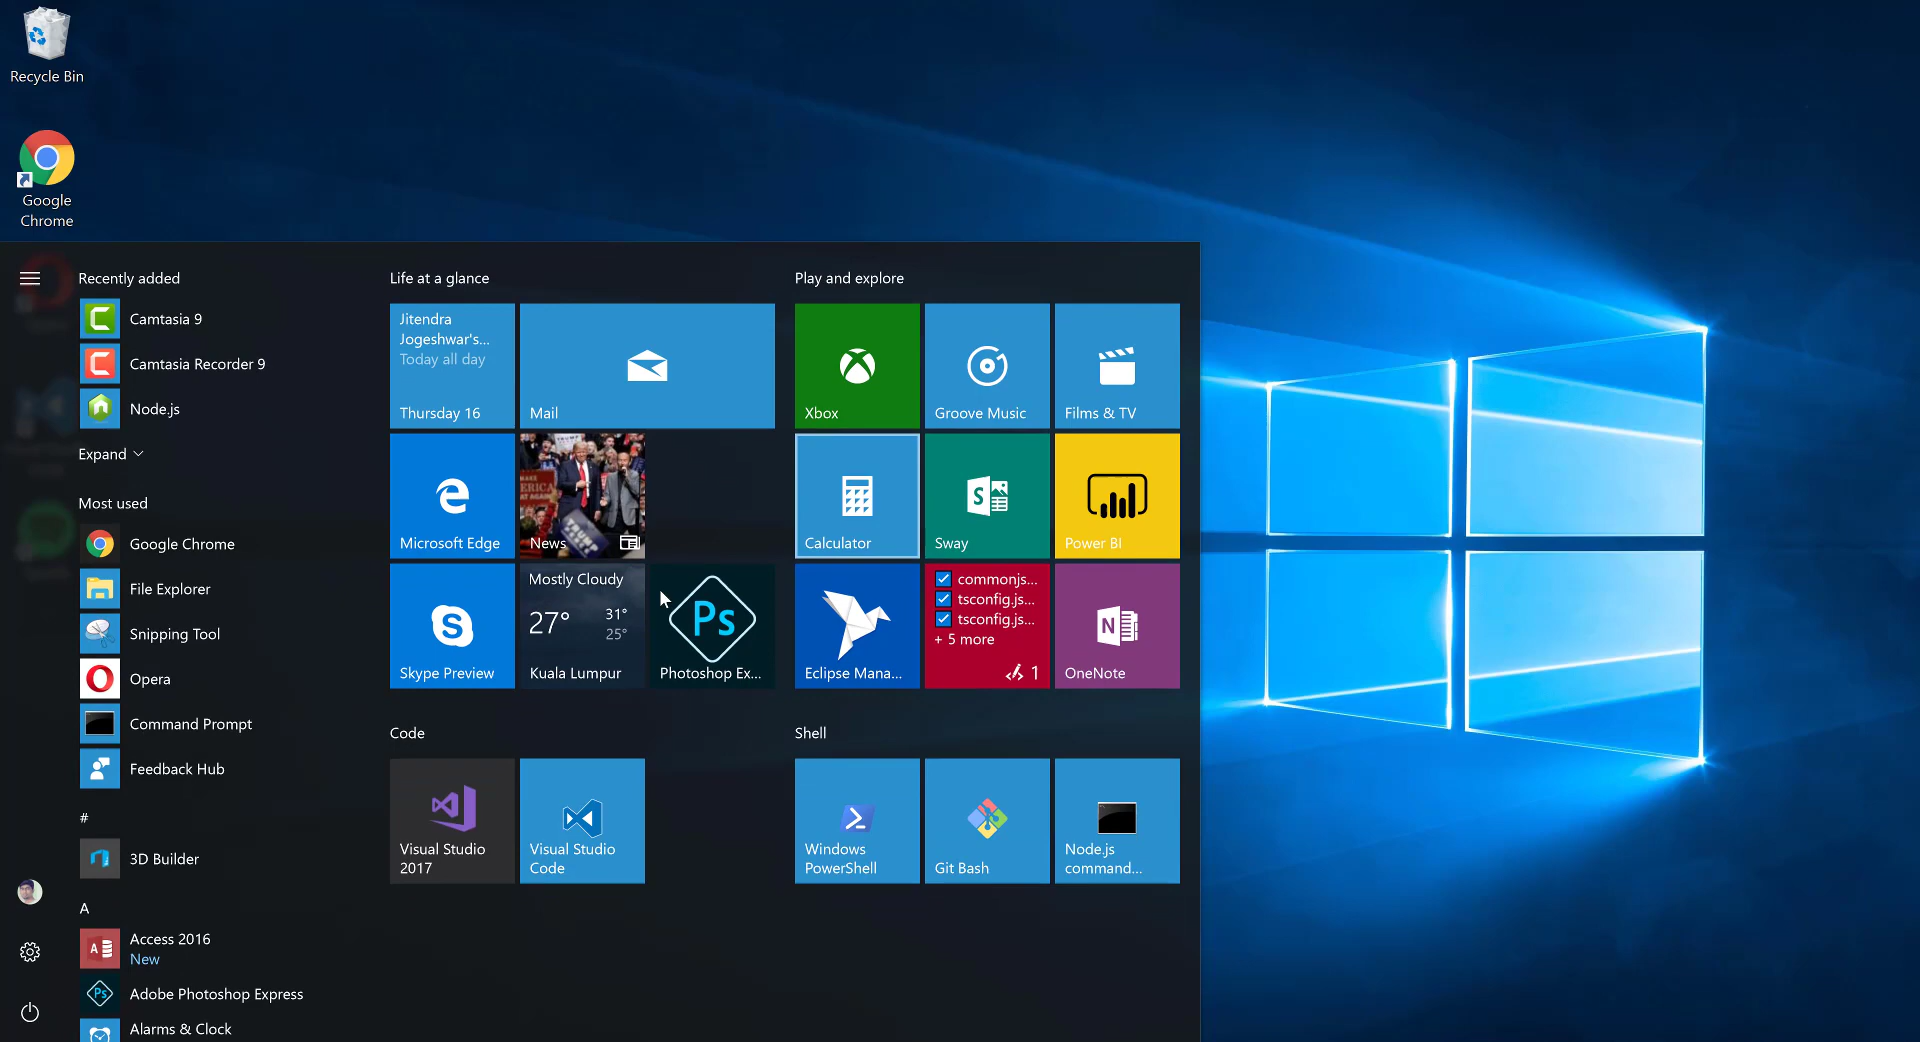 Recycle Bin
Google
Chrome
Recently added
Camtasia 9
Camtasia Recorder 9
Node.js
Expand
Most used
Google Chrome
File Explorer
Snipping Tool
Opera
Command Prompt
Feedback Hub
#
3D Builder
A
Access 2016
New
Adobe Photoshop Express
Alarms & Clock
Life at a glance
Jitendra
Jogeshwar's...
Today all day
Thursday 16
Mail
Microsoft Edge
TRUMP
News
Skype Preview
Mostly Cloudy
27°
31°
25°
Kuala Lumpur
Ps
Photoshop Ex...
Play and explore
Xbox
Groove Music
Films & TV
Calculator
Sway
Power BI
Eclipse Mana...
commonjs...
tsconfig.js...
tsconfig.js...
+ 5 more
1
OneNote
Code
Visual Studio
2017
Visual Studio
Code
Shell
Windows
PowerShell
Git Bash
Node.js
command...